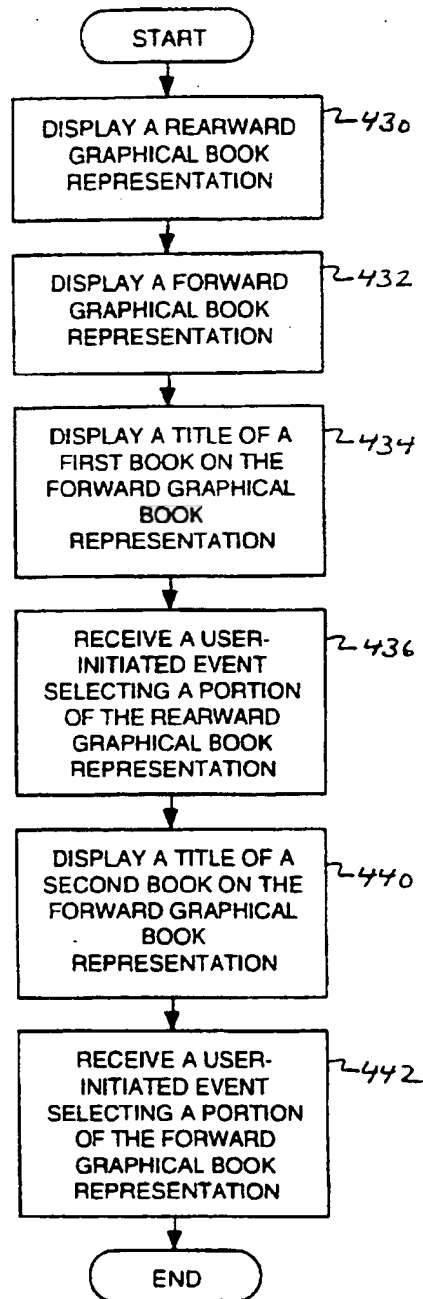 START
DISPLAY A REARWARD
GRAPHICAL BOOK
REPRESENTATION
430
DISPLAY A FORWARD
GRAPHICAL BOOK
REPRESENTATION
432
DISPLAY A TITLE OF A
FIRST BOOK ON THE
FORWARD GRAPHICAL
BOOK
REPRESENTATION
434
RECEIVE A USER-
INITIATED EVENT
SELECTING A PORTION
OF THE REARWARD
GRAPHICAL BOOK
REPRESENTATION
436
DISPLAY A TITLE OF A
SECOND BOOK ON THE
FORWARD GRAPHICAL
BOOK
REPRESENTATION
440
RECEIVE A USER-
INITIATED EVENT
SELECTING A PORTION
OF THE FORWARD
GRAPHICAL BOOK
REPRESENTATION
442
END